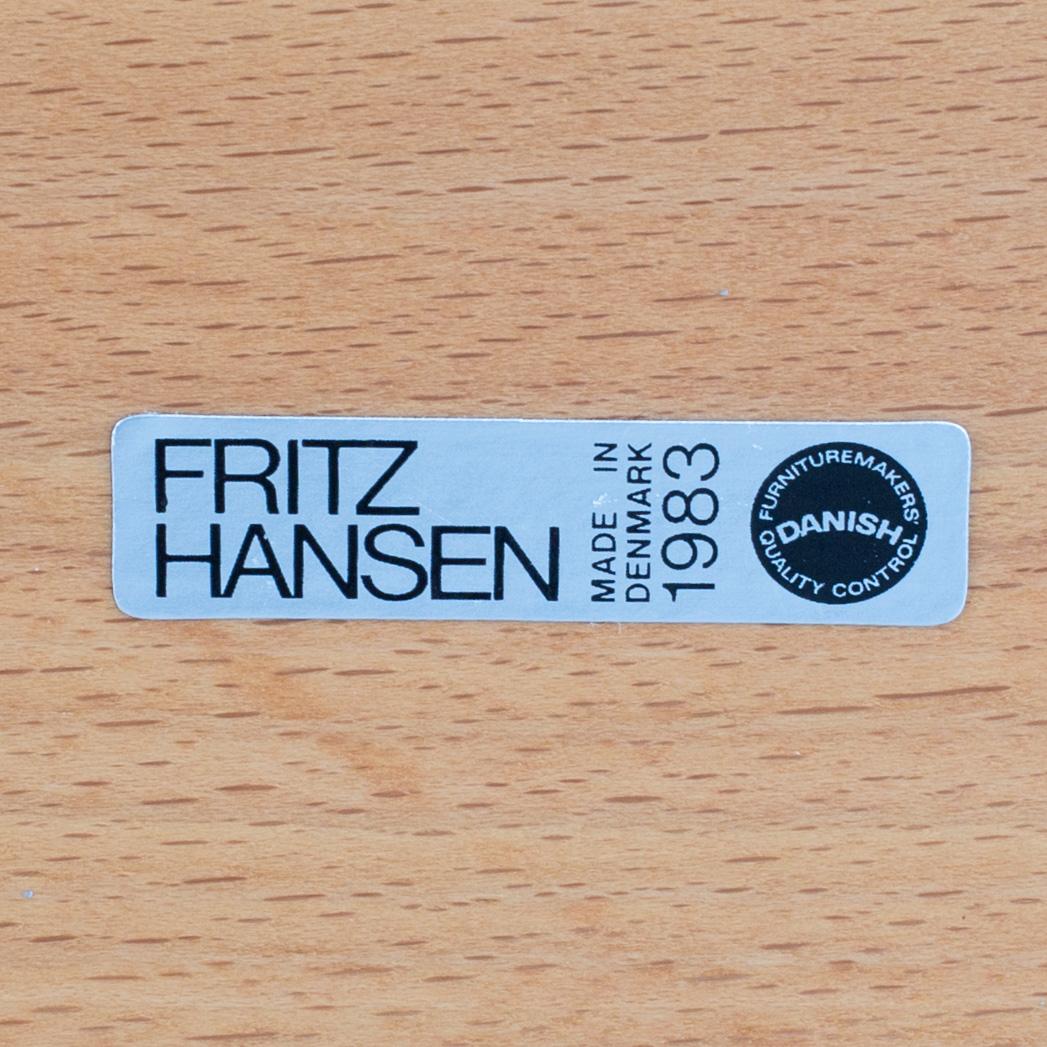 FRITZ
HANSEN
MADE IN
DENMARK
1983
FURNITUREMAKERS'
DANISH
QUALITY CONTROL